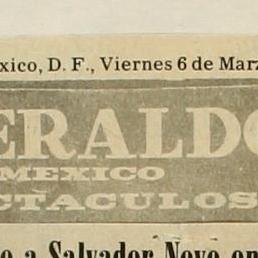 xico, D. F., Viernes 6 de Marz
ERALDO
MEXICO
CTACULOS
a Salvador Novo en